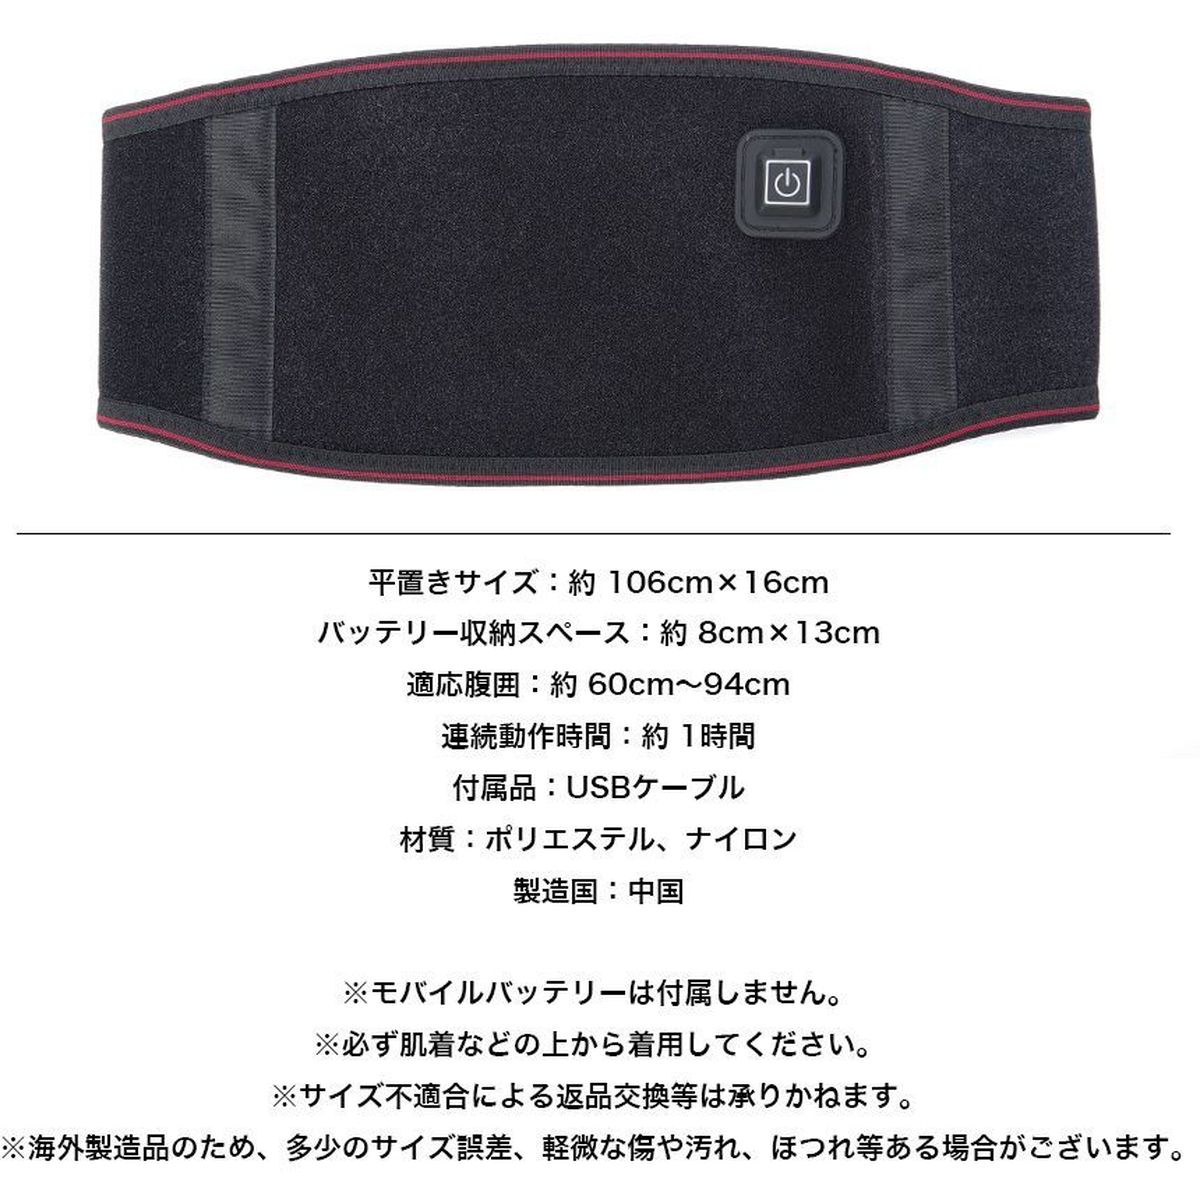 平置きサイズ：約 106cm×16cm
バッテリー収納スペース：約 8cm×13cm
適応腹囲：約 60cm～94cm
連続動作時間：約 1時間
付属品：USBケーブル
材質：ポリエステル、ナイロン
製造国：中国
※モバイルバッテリーは付属しません。
※必ず肌着などの上から着用してください。
※サイズ不適合による返品交換等は承りかねます。
※海外製造品のため、多少のサイズ誤差、軽微な傷や汚れ、ほつれ等ある場合がございます。